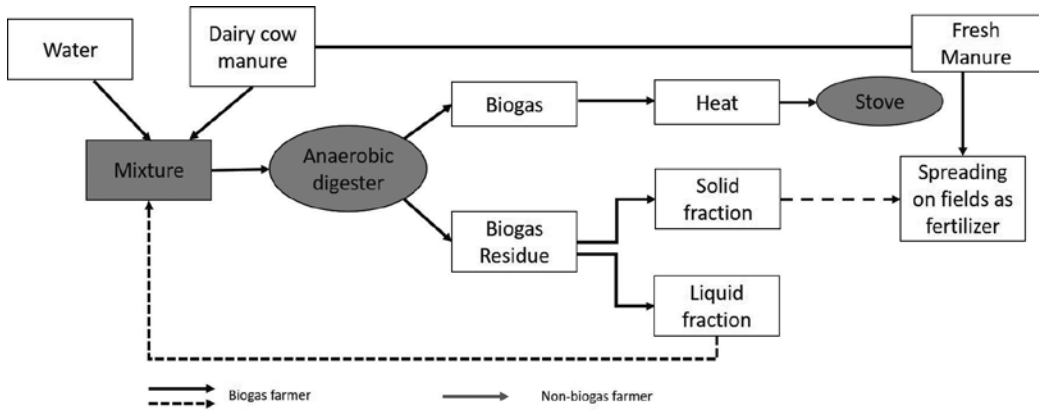 Water
Dairy cow
manure
Fresh
Manure
Biogas
Heat
Stove
Mixture
Anaerobic
digester
Solid
fraction
Spreading
on fields as
fertilizer
Biogas
Residue
Liquid
fraction
Biogas farmer
Non-biogas farmer